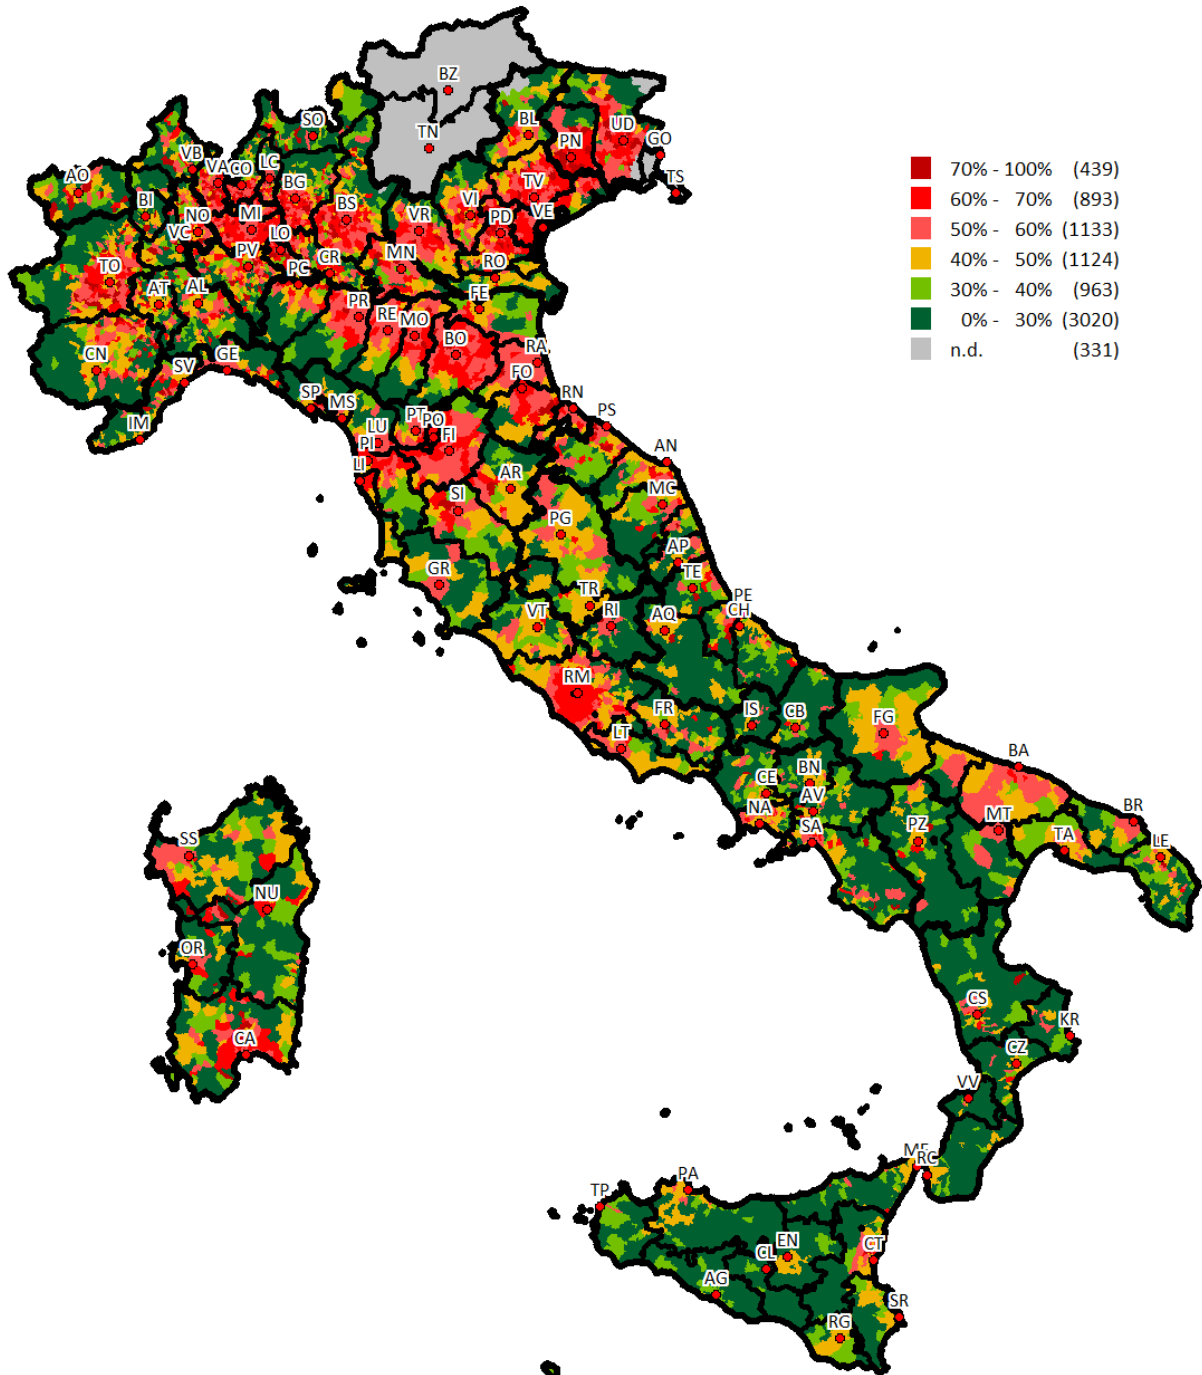 BZ
SO
BL
UD
TN
PN
GO
VB
VA
CO
LC
AO
BG
TV
TS
BI
NO
MI
BS
VR
VI
PD
VE
VC
LO
TO
PV
CR
MN
RO
PC
AT
AL
FE
PR
RE
MO
BO
RA
CN
SV
GE
FO
SP
MS
RN
PS
IM
LU
PT
PO
FI
PI
LI
AR
AN
SI
MC
PG
AP
GR
TE
TR
PE
VT
RI
AQ
CH
RM
FR
IS
CB
FG
LT
BA
CE
BN
NA
AV
SA
PZ
MT
BR
TA
LE
SS
NU
OR
CS
KR
CA
CZ
VV
ME
RC
TP
PA
EN
CT
CL
AG
SR
RG
70% - 100% (439)
60% - 70% (893)
50% - 60% (1133)
40% - 50% (1124)
30% - 40% (963)
0% - 30% (3020)
n.d. (331)